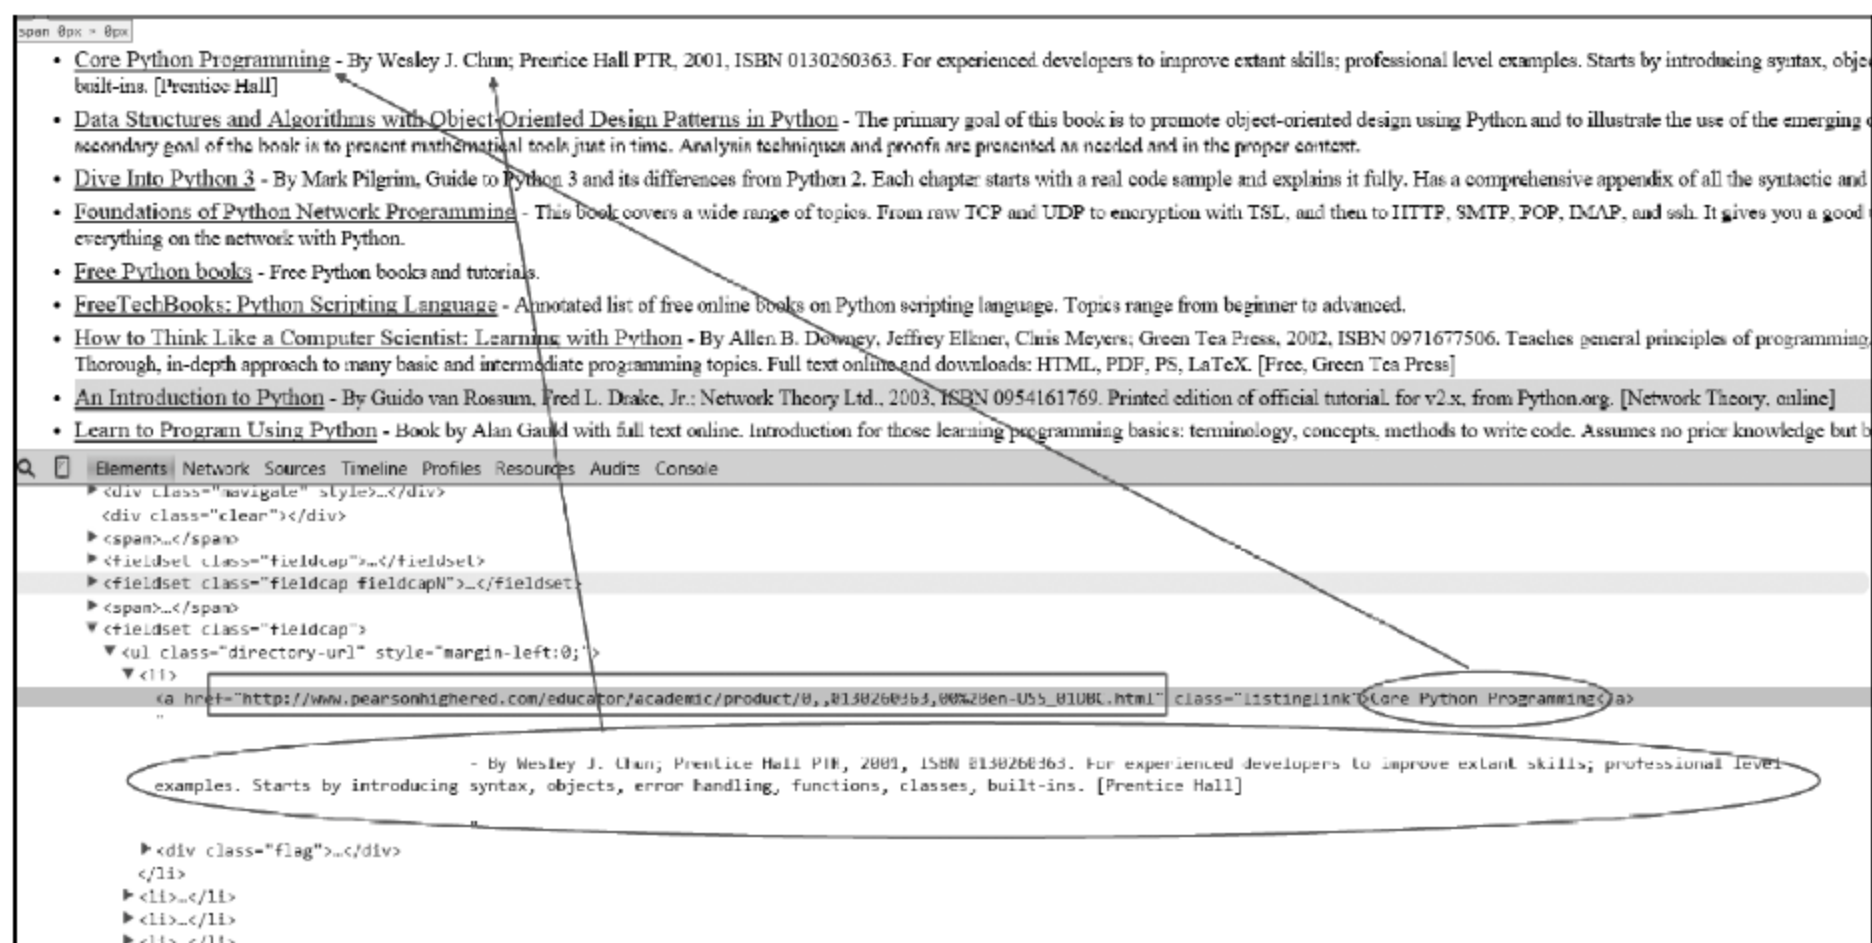 span 0px × 0px
• Core Python Programming - By Wesley J. Chun; Prentice Hall PTR, 2001, ISBN 0130260363. For experienced developers to improve extant skills; professional level examples. Starts by introducing syntax, obje
built-ins. [Prentice Hall]
• Data Structures and Algorithms with Object-Oriented Design Patterns in Python - The primary goal of this book is to promote object-oriented design using Python and to illustrate the use of the emerging
secondary goal of the book is to present mathematical tools just in time. Analysis techniques and proofs are presented as needed and in the proper context.
• Dive Into Python 3 - By Mark Pilgrim, Guide to Python 3 and its differences from Python 2. Each chapter starts with a real code sample and explains it fully. Has a comprehensive appendix of all the syntactic and
• Foundations of Python Network Programming - This book covers a wide range of topics. From raw TCP and UDP to encryption with TSL, and then to HTTP, SMTP, POP, IMAP, and ssh. It gives you a good
everything on the network with Python.
• Free Python books - Free Python books and tutorials.
• FreeTechBooks: Python Scripting Language - Annotated list of free online books on Python scripting language. Topics range from beginner to advanced.
• How to Think Like a Computer Scientist: Learning with Python - By Allen B. Downey, Jeffrey Elkner, Chris Meyers; Green Tea Press, 2002, ISBN 0971677506. Teaches general principles of programming.
Thorough, in-depth approach to many basic and intermediate programming topics. Full text online and downloads: HTML, PDF, PS, LaTeX. [Free, Green Tea Press]
• An Introduction to Python - By Guido van Rossum, Fred L. Drake, Jr.; Network Theory Ltd., 2003, ISBN 0954161769. Printed edition of official tutorial, for v2.x, from Python.org. [Network Theory, online]
• Learn to Program Using Python - Book by Alan Gauld with full text online. Introduction for those learning programming basics: terminology, concepts, methods to write code. Assumes no prior knowledge but
Elements Network Sources Timeline Profiles Resources Audits Console
▶<div class="navigate" style>…</div>
<div class="clear"></div>
▶<span>…</span>
▶<fieldset class="fieldcap">…</fieldset>
▶<fieldset class="fieldcap fieldcapN">…</fieldset>
▶<span>…</span>
▼<fieldset class="fieldcap">
▼<ul class="directory-url" style="margin-left:0;">
▼<li>
<a href="http://www.pearsonhighered.com/educator/academic/product/0,,0130260363,00%2Ben-USS_01DBC.html" class="listinglink">Core Python Programming</a>
"
- By Wesley J. Chun; Prentice Hall PTR, 2001, ISBN 0130260363. For experienced developers to improve extant skills; professional level
examples. Starts by introducing syntax, objects, error handling, functions, classes, built-ins. [Prentice Hall]
"
▶<div class="flag">…</div>
</li>
▶<li>…</li>
▶<li>…</li>
▶<li>…</li>